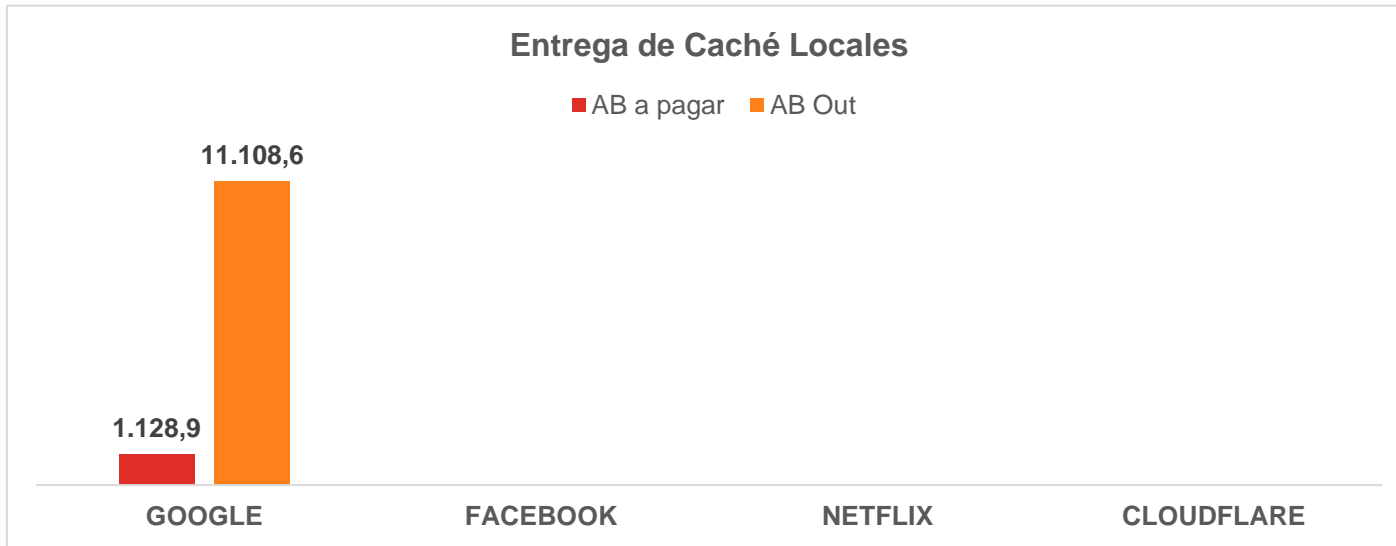 Entrega de Caché Locales
AB a pagar AB Out
11.108,6
1.128,9
GOOGLE FACEBOOK NETFLIX CLOUDFLARE